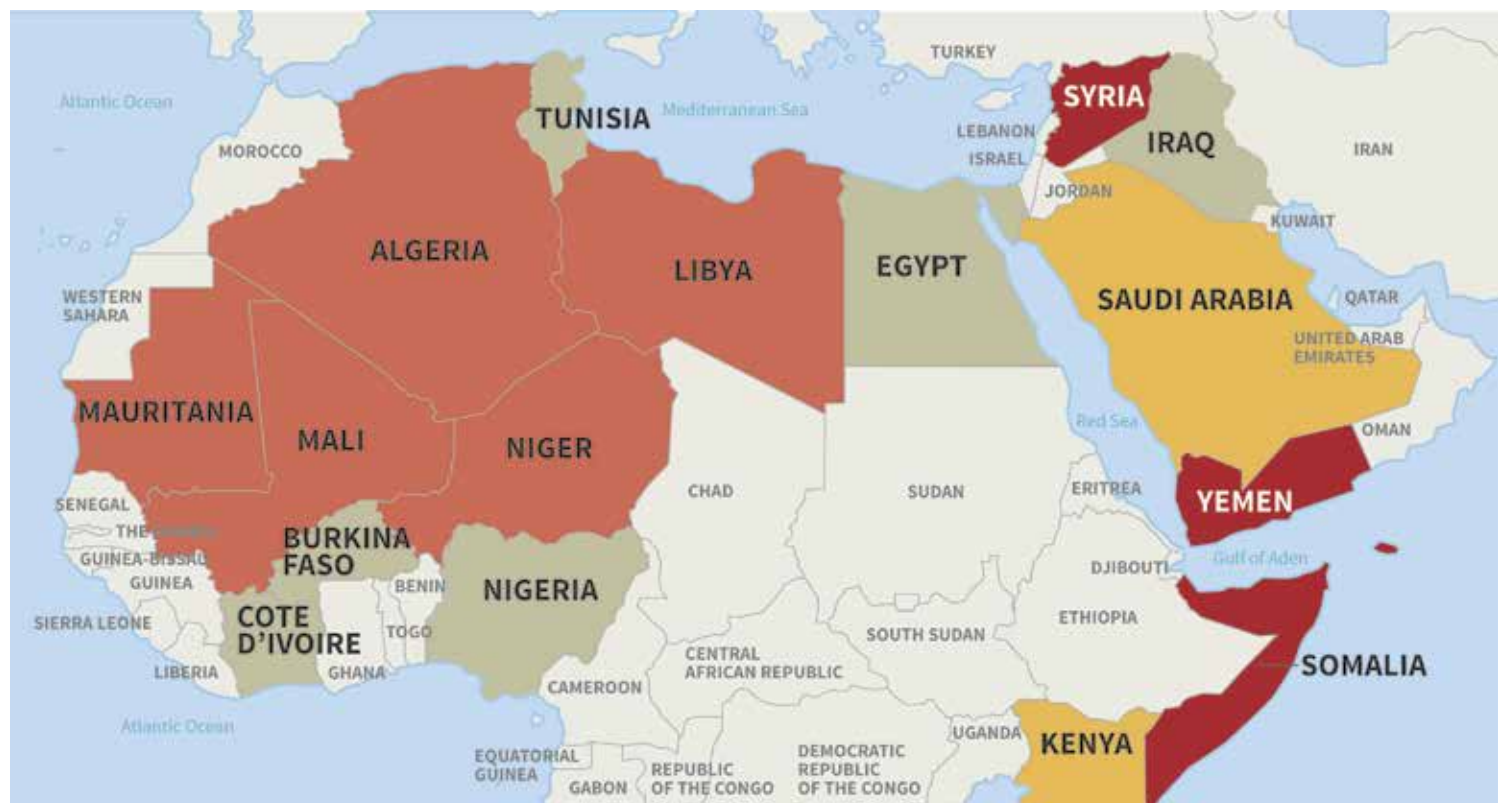 TURKEY
Atlantic Ocean
SYRIA
TUNISIA
Mediterranean Sea
LEBANON
IRAQ
MOROCCO
ISRAEL
IRAN
JORDAN
KUWAIT
ALGERIA
LIBYA
EGYPT
WESTERN
SAHARA
SAUDI ARABIA
QATAR
UNITED ARAB
EMIRATES
MAURITANIA
MALI
NIGER
Red Sea
OMAN
SENEGAL
CHAD
SUDAN
ERITREA
YEMEN
THE
GUINEA-BISSAU
BURKINA
FASO
GUINEA
BENIN
NIGERIA
DJIBOUTI
Gulf of Aden
SIERRA LEONE
COTE
D'IVOIRE
TOGO
ETHIOPIA
SOUTH SUDAN
LIBERIA
GHANA
CENTRAL
AFRICAN REPUBLIC
SOMALIA
CAMEROON
Atlantic Ocean
EQUATORIAL
GUINEA
GABON
REPUBLIC
OF THE CONGO
DEMOCRATIC
REPUBLIC
OF THE CONGO
UGANDA
KENYA